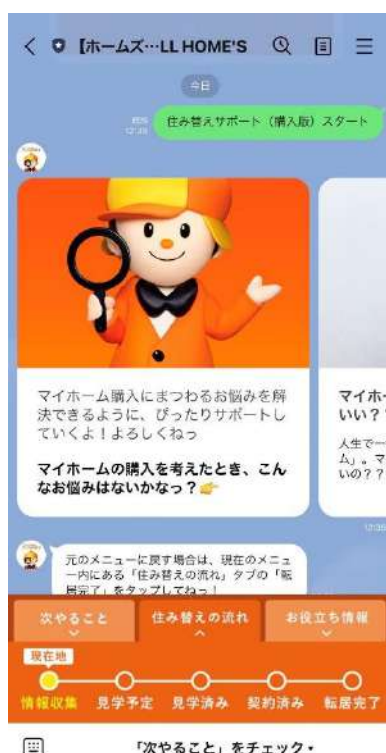 【ホームズ…LL HOME'S
今日
既読
12:35
住み替えサポート（購入版）スタート
マイホーム購入にまつわるお悩みを解
決できるように、ぴったりサポートし
ていくよ！よろしくねっ
マイホームの購入を考えたとき、こん
なお悩みはないかなっ？👉
マイホー
いい？？
人生で一
ム」。マ
いの？？
12:35
元のメニューに戻す場合は、現在のメニュ
ー内にある「住み替えの流れ」タブの「転
居完了」をタップしてねっ！
次やること
住み替えの流れ
お役立ち情報
現在地
情報収集
見学予定
見学済み
契約済み
転居完了
「次やること」をチェック▾